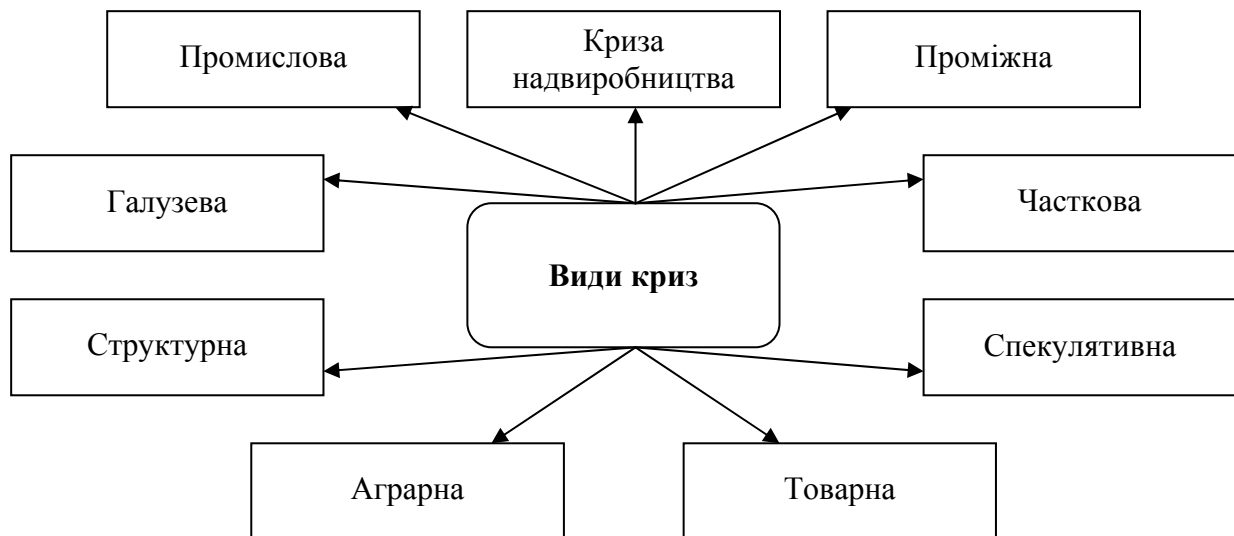 Промислова
Криза
надвиробництва
Проміжна
Галузева
Часткова
Види криз
Структурна
Спекулятивна
Аграрна
Товарна